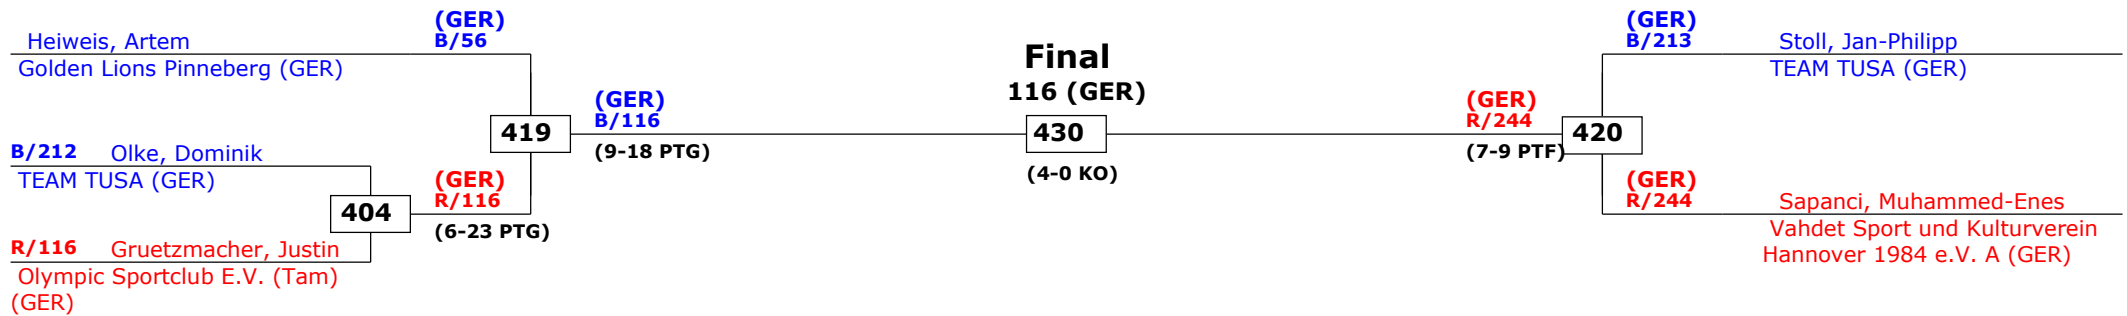 (GER)
B/56
Heiweis, Artem
Golden Lions Pinneberg (GER)
B/212 Olke, Dominik
TEAM TUSA (GER)
R/116 Gruetzmacher, Justin
Olympic Sportclub E.V. (Tam)
(GER)
404
(GER)
R/116
(6-23 PTG)
419
(GER)
B/116
(9-18 PTG)
Final
116 (GER)
430
(4-0 KO)
(GER)
R/244
(7-9 PTF)
420
(GER)
B/213
Stoll, Jan-Philipp
TEAM TUSA (GER)
(GER)
R/244
Sapanci, Muhammed-Enes
Vahdet Sport und Kulturverein
Hannover 1984 e.V. A (GER)